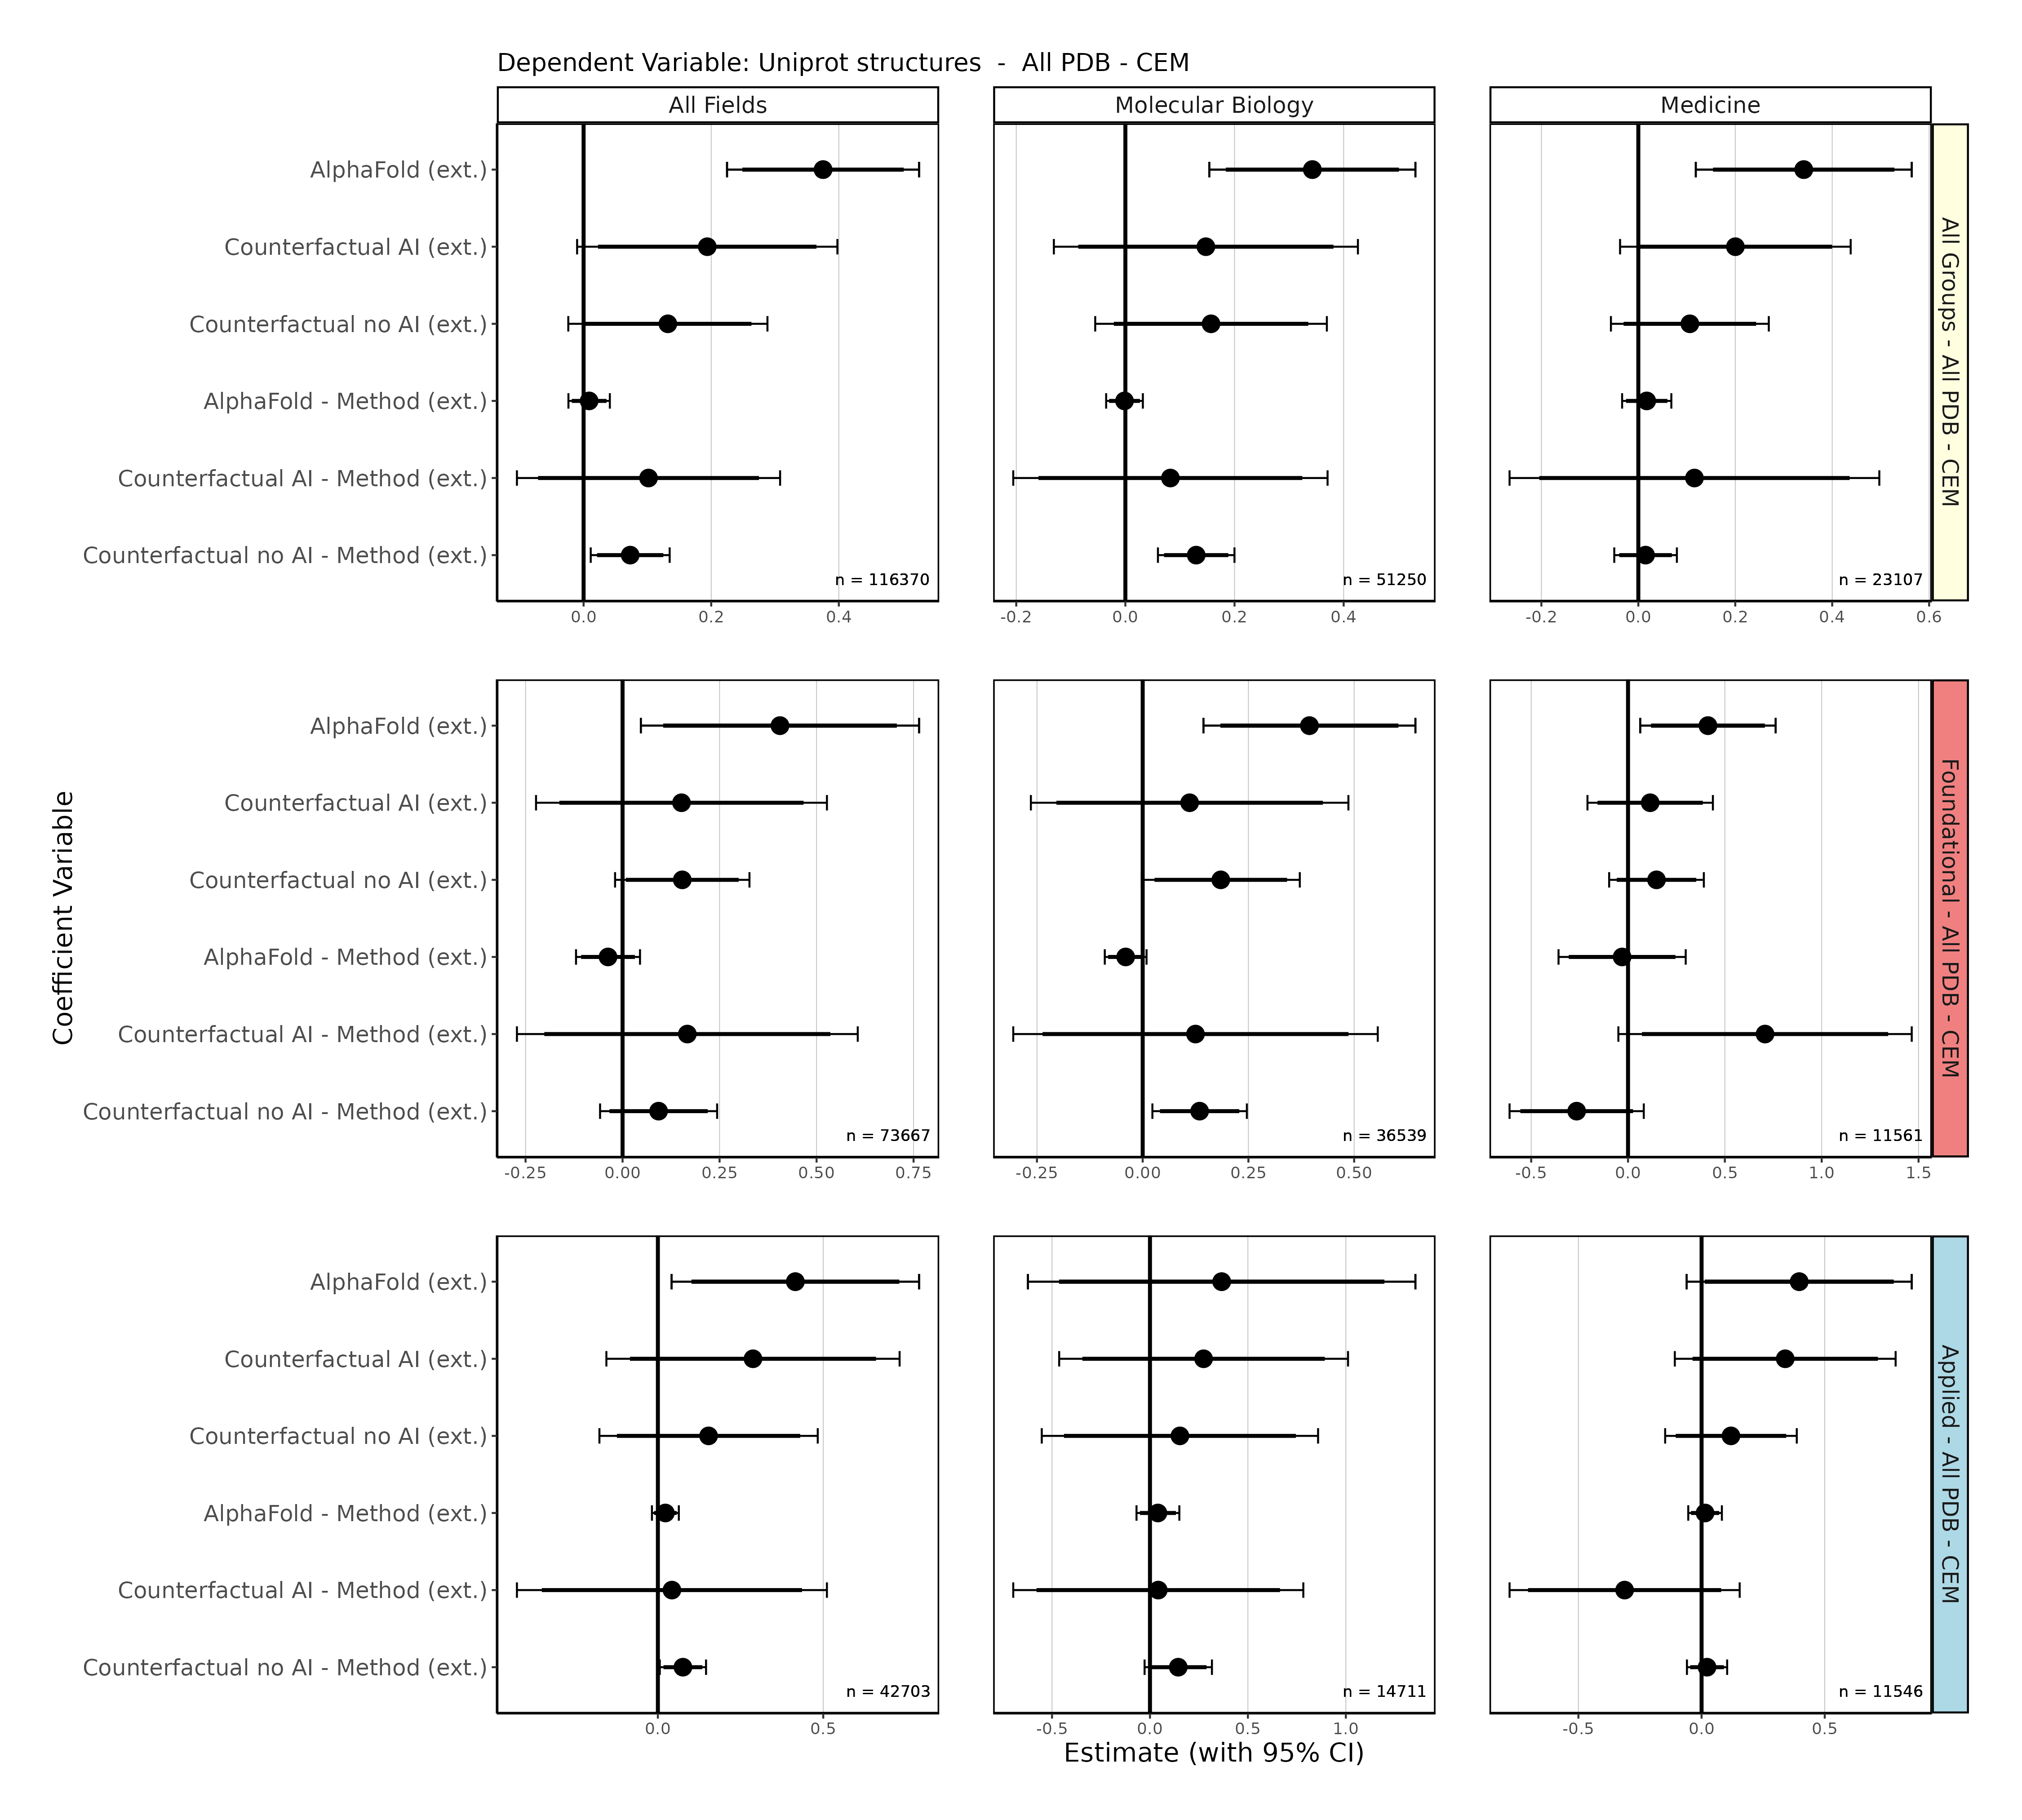 Dependent Variable: Uniprot structures  -  All PDB - CEM
All Fields
Molecular Biology
Medicine
AlphaFold (ext.)
Counterfactual AI (ext.)
Counterfactual no AI (ext.)
AlphaFold - Method (ext.)
Counterfactual AI - Method (ext.)
Counterfactual no AI - Method (ext.)
n = 116370
n = 51250
n = 23107
All Groups - All PDB - CEM
0.0 0.2 0.4
-0.2 0.0 0.2 0.4
-0.2 0.0 0.2 0.4 0.6
Coefficient Variable
AlphaFold (ext.)
Counterfactual AI (ext.)
Counterfactual no AI (ext.)
AlphaFold - Method (ext.)
Counterfactual AI - Method (ext.)
Counterfactual no AI - Method (ext.)
n = 73667
n = 36539
n = 11561
Foundational - All PDB - CEM
-0.25 0.00 0.25 0.50 0.75
-0.25 0.00 0.25 0.50
-0.5 0.0 0.5 1.0 1.5
AlphaFold (ext.)
Counterfactual AI (ext.)
Counterfactual no AI (ext.)
AlphaFold - Method (ext.)
Counterfactual AI - Method (ext.)
Counterfactual no AI - Method (ext.)
n = 42703
n = 14711
n = 11546
Applied - All PDB - CEM
0.0 0.5
-0.5 0.0 0.5 1.0
-0.5 0.0 0.5
Estimate (with 95% CI)